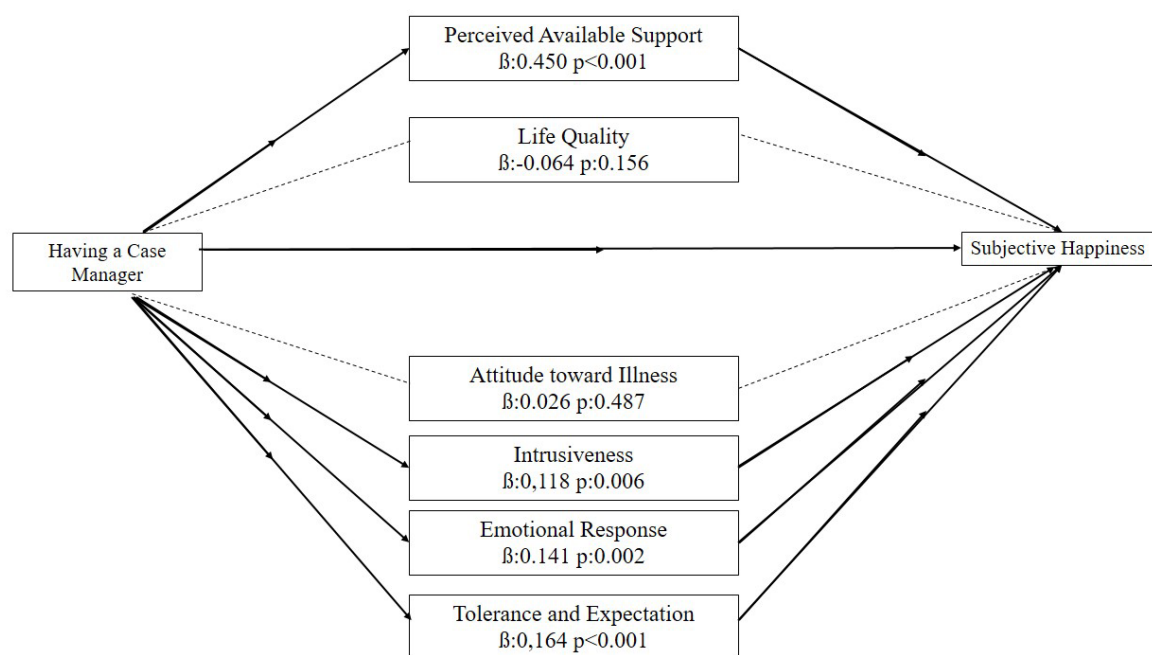 Perceived Available Support
ß:0.450 p<0.001
Life Quality
ß:-0.064 p:0.156
Having a Case
Manager
Subjective Happiness
Attitude toward Illness
ß:0.026 p:0.487
Intrusiveness
ß:0,118 p:0.006
Emotional Response
ß:0.141 p:0.002
Tolerance and Expectation
ß:0,164 p<0.001